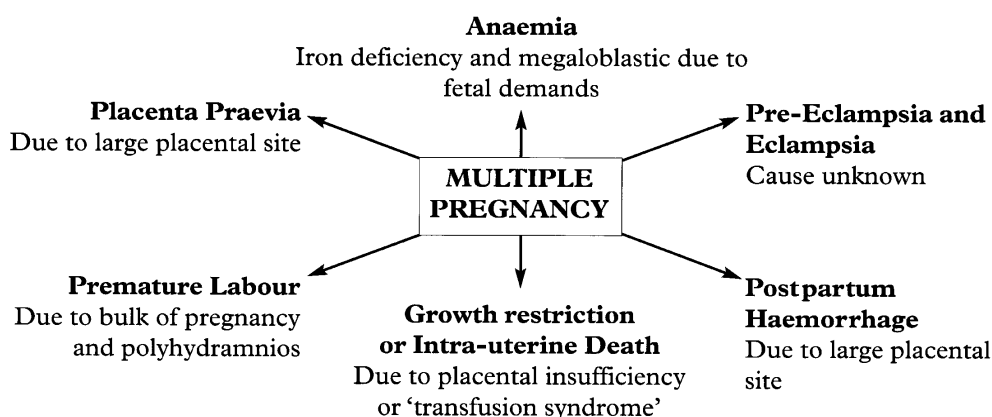 Anaemia
Iron deficiency and megaloblastic due to
fetal demands
Placenta Praevia
Due to large placental site
Pre-Eclampsia and
Eclampsia
Cause unknown
MULTIPLE
PREGNANCY
Premature Labour
Due to bulk of pregnancy
and polyhydramnios
Growth restriction
or Intra-uterine Death
Due to placental insufficiency
or ‘transfusion syndrome’
Postpartum
Haemorrhage
Due to large placental
site